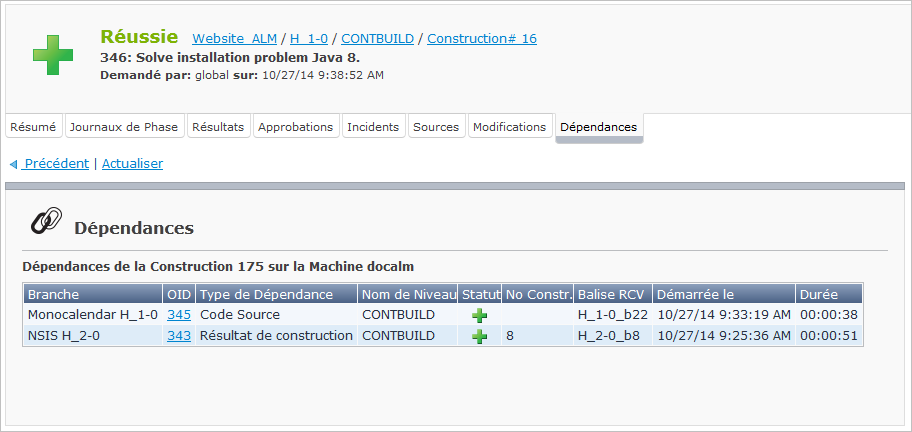 Réussie Website_ALM / H_1-0 / CONTBUILD / Construction# 16
346: Solve installation problem Java 8.
Demandé par: global sur: 10/27/14 9:38:52 AM
Résumé Journaux de Phase Résultats Approbations Incidents Sources Modifications Dépendances
Précédent | Actualiser
Dépendances
Dépendances de la Construction 175 sur la Machine docalm
Branche OID Type de Dépendance Nom de Niveau Statut No Constr. Balise RCV Démarrée le Durée
Monocalendar H_1-0 345 Code Source CONTBUILD H_1-0_b22 10/27/14 9:33:19 AM 00:00:38
NSIS H_2-0 343 Résultat de construction CONTBUILD 8 H_2-0_b8 10/27/14 9:25:36 AM 00:00:51